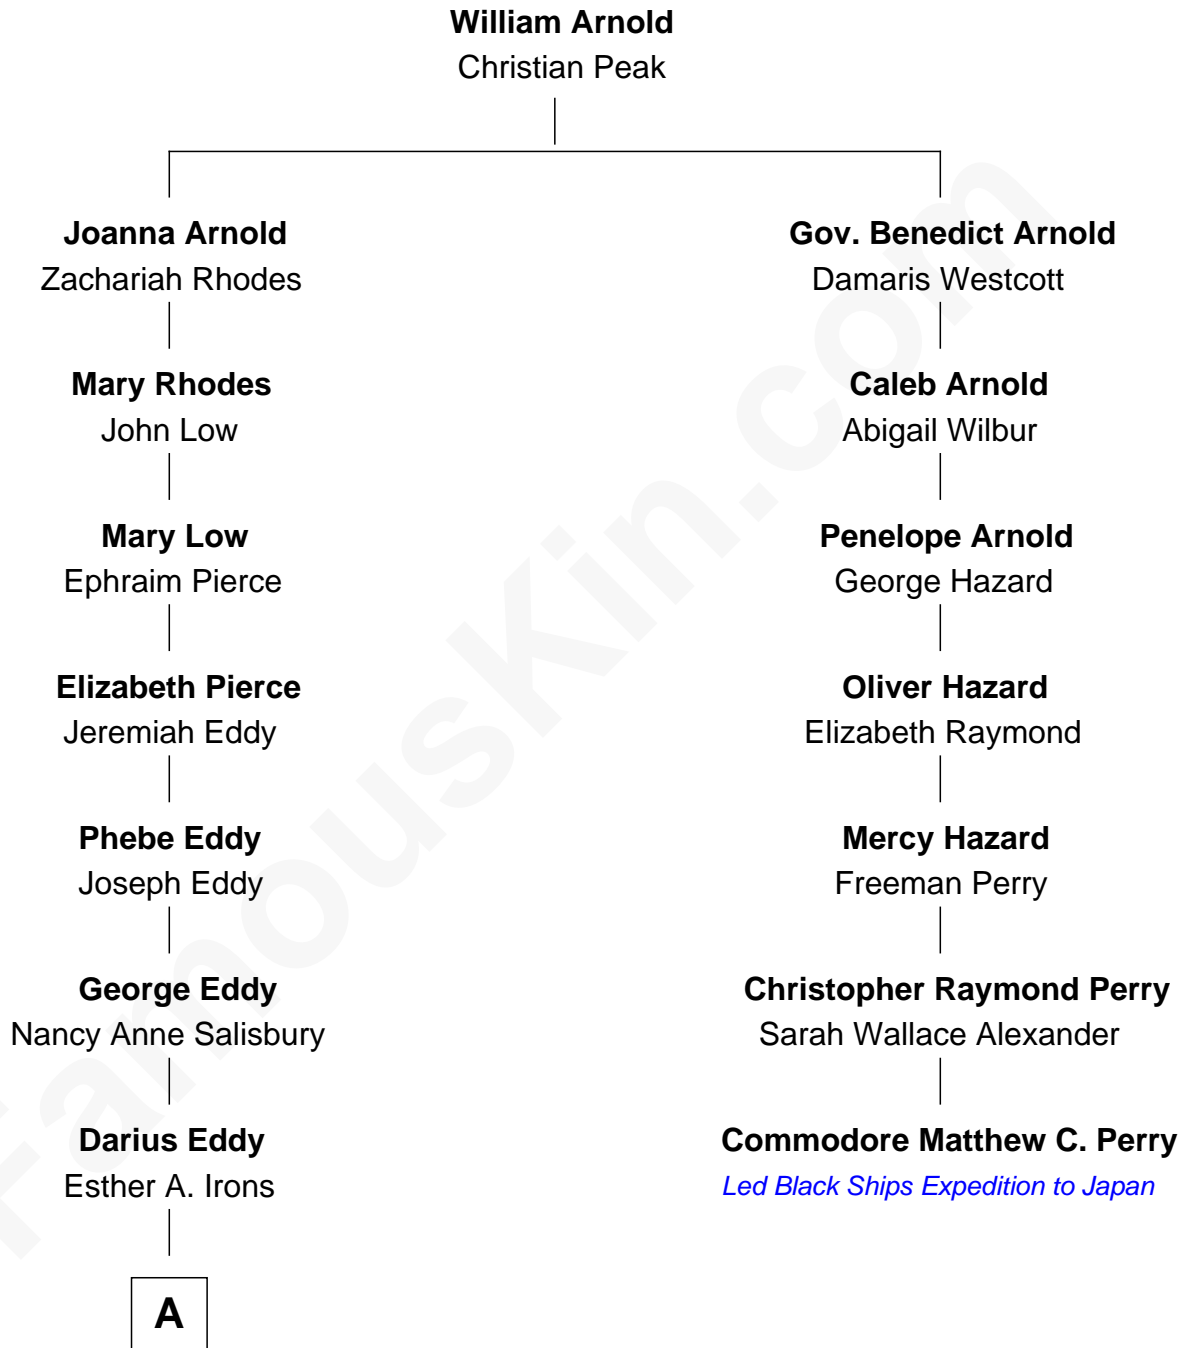 William Arnold
Christian Peak
Joanna Arnold
Zachariah Rhodes
Gov. Benedict Arnold
Damaris Westcott
Mary Rhodes
John Low
Caleb Arnold
Abigail Wilbur
Mary Low
Ephraim Pierce
Penelope Arnold
George Hazard
Elizabeth Pierce
Jeremiah Eddy
Oliver Hazard
Elizabeth Raymond
Phebe Eddy
Joseph Eddy
Mercy Hazard
Freeman Perry
George Eddy
Nancy Anne Salisbury
Christopher Raymond Perry
Sarah Wallace Alexander
Darius Eddy
Esther A. Irons
Commodore Matthew C. Perry
Led Black Ships Expedition to Japan
A
FamousKin.com